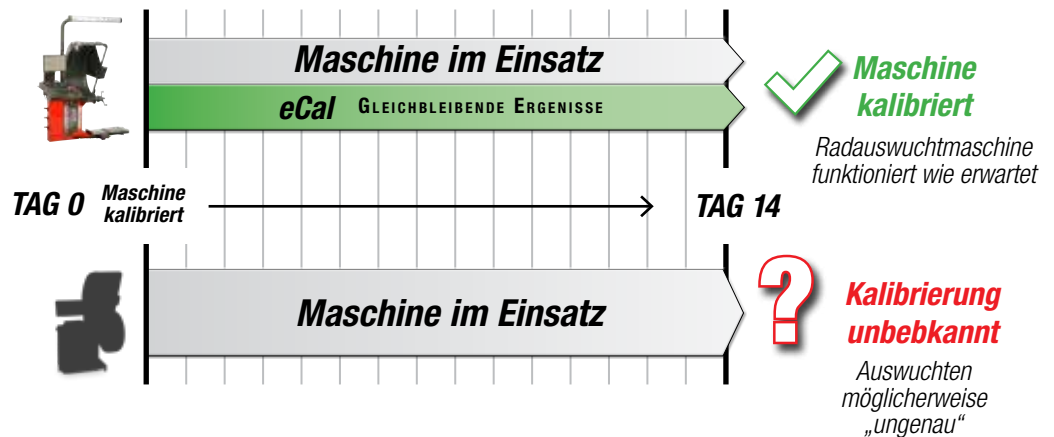 Maschine im Einsatz
eCal GLEICHBLEIBENDE ERGENISSE
Maschine
kalibriert
Radauswuchtmaschine
funktioniert wie erwartet
TAG 0 Maschine
kalibriert
TAG 14
Maschine im Einsatz
Kalibrierung
unbebkannt
Auswuchten
möglicherweise
„ungenau“
?